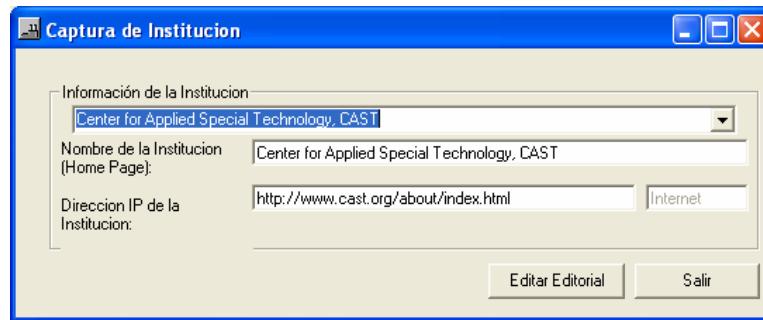 Captura de Institucion
Información de la Institucion
Center for Applied Special Technology, CAST
Nombre de la Institucion
(Home Page):
Center for Applied Special Technology, CAST
Direccion IP de la
Institucion:
http://www.cast.org/about/index.html
Internet
Editar Editorial
Salir